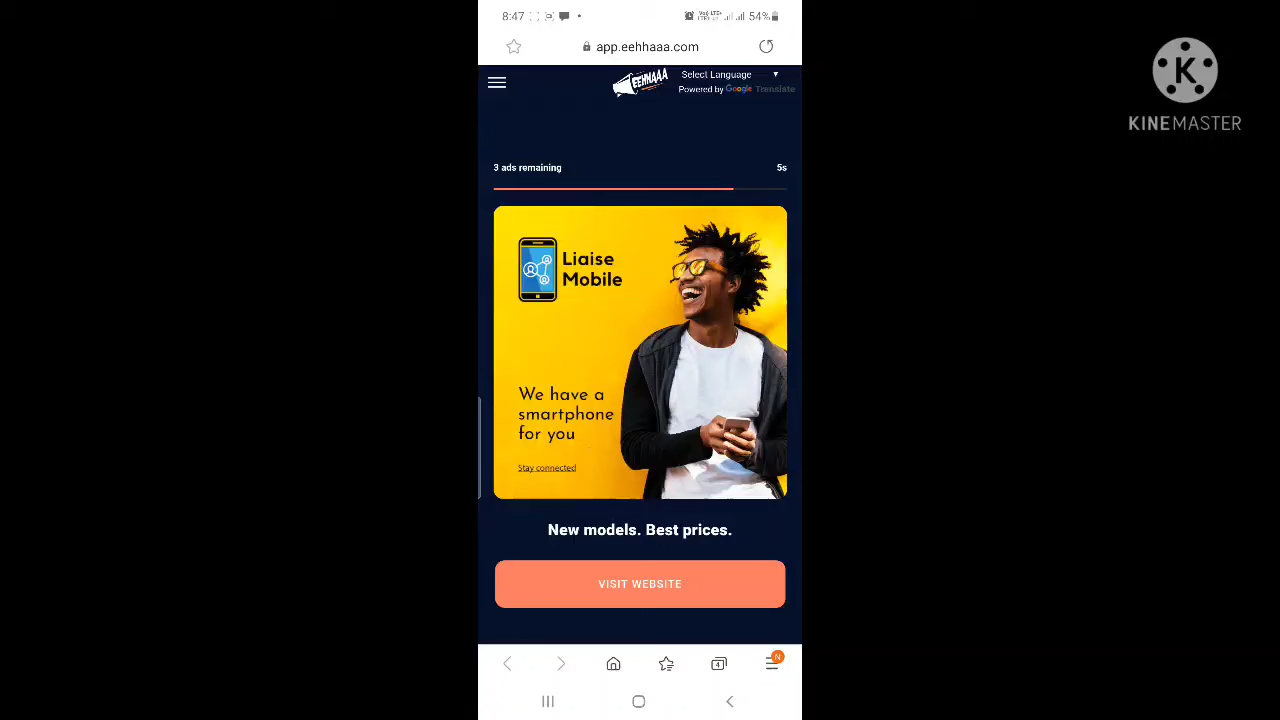 8:47
54%
app.eehhaaa.com
EEHHAAA
Select Language ▼
Powered by Google Translate
3 ads remaining
5s
Liaise
Mobile
We have a
smartphone
for you
Stay connected
New models. Best prices.
VISIT WEBSITE
4
N
K
KINEMASTER